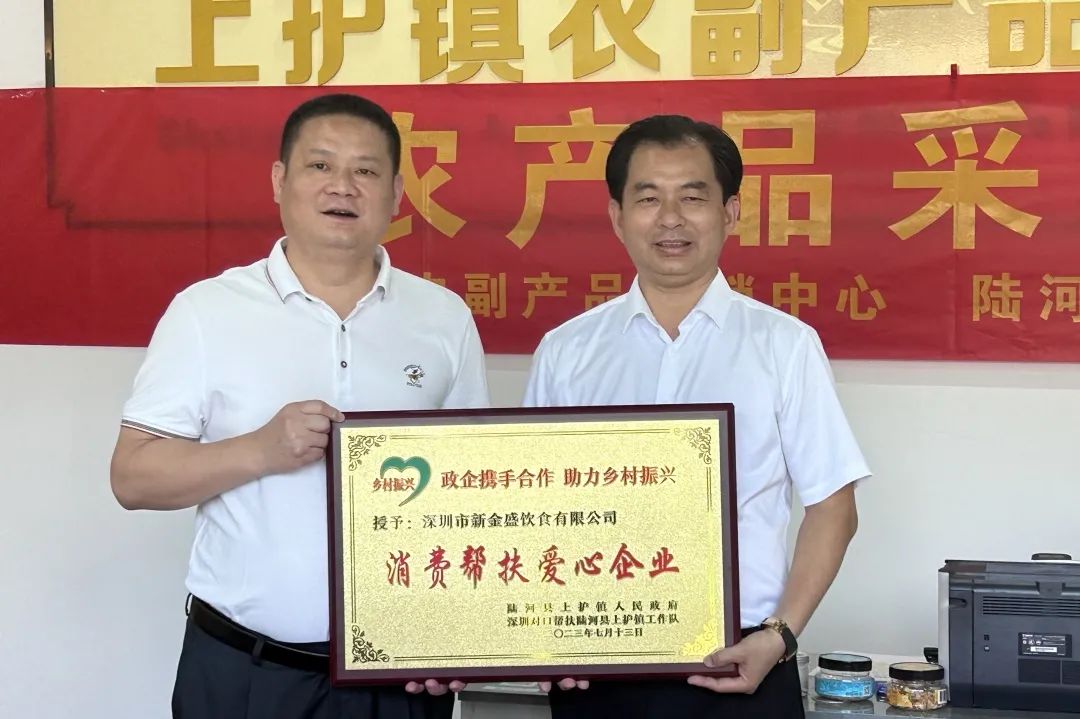 上护镇农副产品
农产品采
副产品 销中心 陆河
乡村振兴
政企携手合作 助力乡村振兴
授予：深圳市新金盛饮食有限公司
消费帮扶爱心企业
陆河县上护镇人民政府
深圳对口帮扶陆河县上护镇工作队
二〇二三年七月十三日